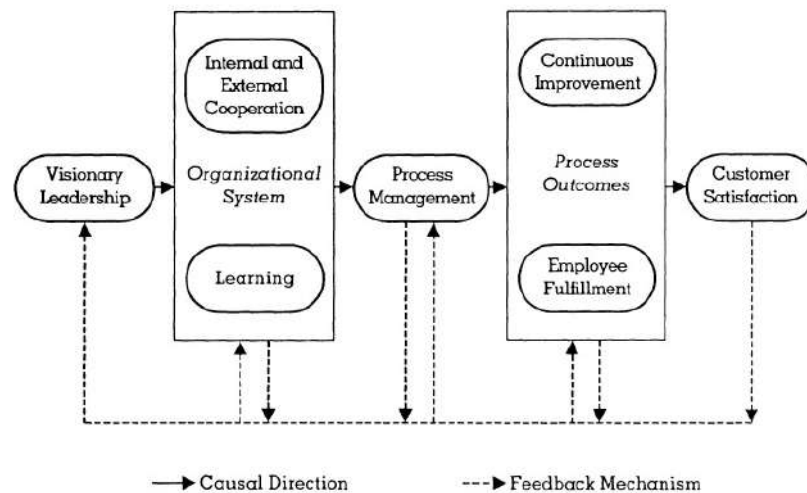 Internal and
External
Cooperation
Continuous
Improvement
Visionary
Leadership
Organizational
System
Process
Management
Process
Outcomes
Customer
Satisfaction
Learning
Employee
Fulfillment
Causal Direction
Feedback Mechanism